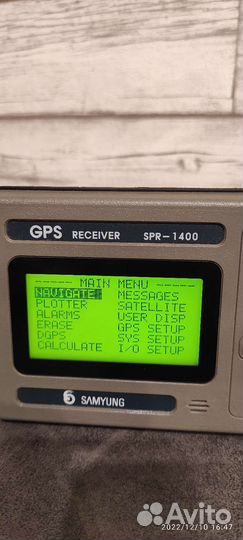 GPS RECEIVER SPR-1400
----- MAIN MENU -----
NAVIGATE: MESSAGES
PLOTTER SATELLITE
ALARMS USER DISP
ERASE GPS SETUP
DGPS SYS SETUP
CALCULATE I/O SETUP
SAMYUNG
Avito
2022/12/10 16:47